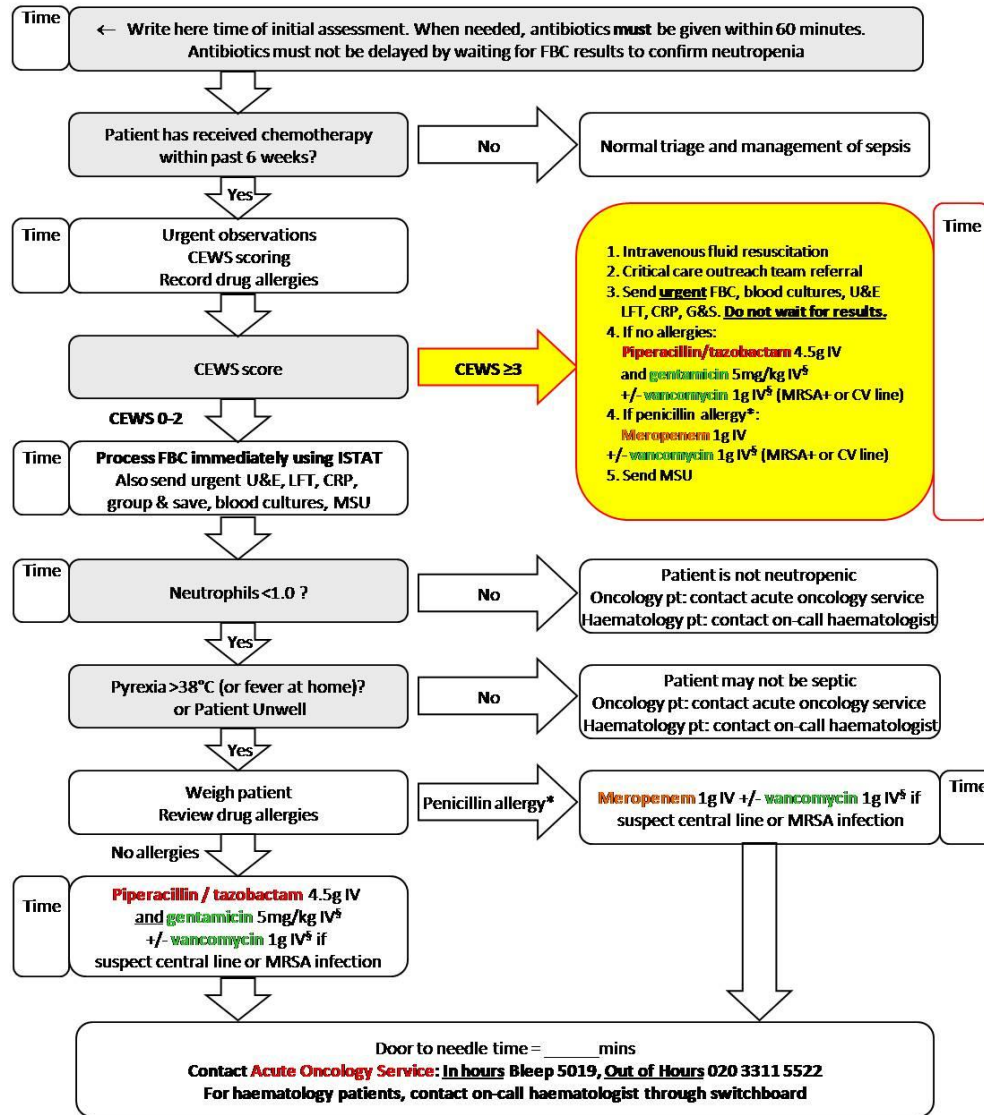 Time
← Write here time of initial assessment. When needed, antibiotics must be given within 60 minutes.
Antibiotics must not be delayed by waiting for FBC results to confirm neutropenia
Patient has received chemotherapy
within past 6 weeks?
No
Normal triage and management of sepsis
Yes
Time
Urgent observations
CEWS scoring
Record drug allergies
CEWS score
CEWS ≥3
Time
1. Intravenous fluid resuscitation
2. Critical care outreach team referral
3. Send urgent FBC, blood cultures, U&E
LFT, CRP, G&S. Do not wait for results.
4. If no allergies:
Piperacillin/tazobactam 4.5g IV
and gentamicin 5mg/kg IV§
+/- vancomycin 1g IV§ (MRSA+ or CV line)
4. If penicillin allergy*:
Meropenem 1g IV
+/- vancomycin 1g IV§ (MRSA+ or CV line)
5. Send MSU
CEWS 0-2
Time
Process FBC immediately using ISTAT
Also send urgent U&E, LFT, CRP,
group & save, blood cultures, MSU
Time
Neutrophils <1.0 ?
No
Patient is not neutropenic
Oncology pt: contact acute oncology service
Haematology pt: contact on-call haematologist
Yes
Pyrexia >38°C (or fever at home)?
or Patient Unwell
No
Patient may not be septic
Oncology pt: contact acute oncology service
Haematology pt: contact on-call haematologist
Yes
Weigh patient
Review drug allergies
Penicillin allergy*
Meropenem 1g IV +/- vancomycin 1g IV§ if
suspect central line or MRSA infection
Time
No allergies
Time
Piperacillin / tazobactam 4.5g IV
and gentamicin 5mg/kg IV§
+/- vancomycin 1g IV§ if
suspect central line or MRSA infection
Door to needle time = _____mins
Contact Acute Oncology Service: In hours Bleep 5019, Out of Hours 020 3311 5522
For haematology patients, contact on-call haematologist through switchboard